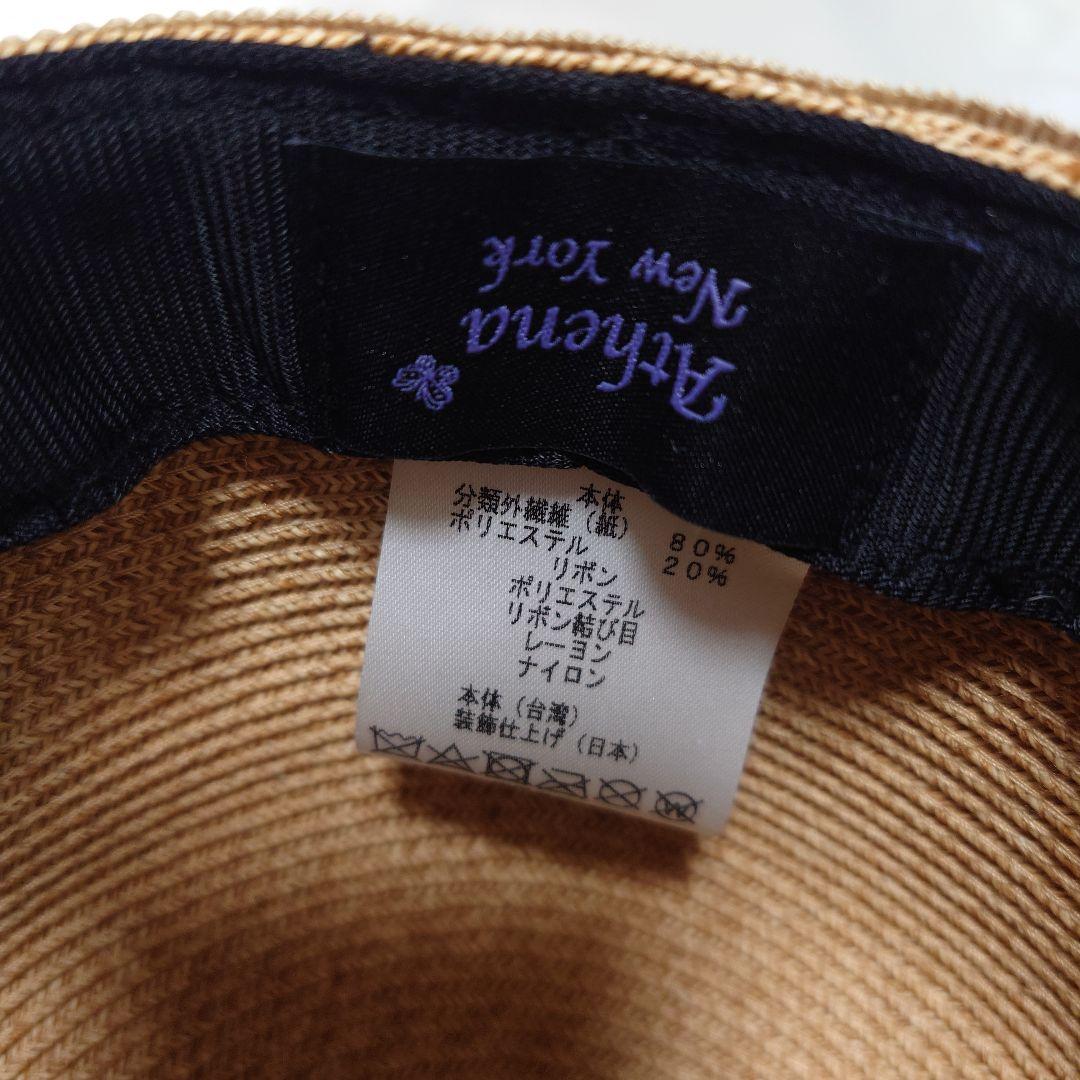 Athena
New York
本体
分類外繊維（紙） 80%
ポリエステル 20%
リボン
ポリエステル
リボン結び目
レーヨン
ナイロン
本体（台湾）
装飾仕上げ（日本）
W